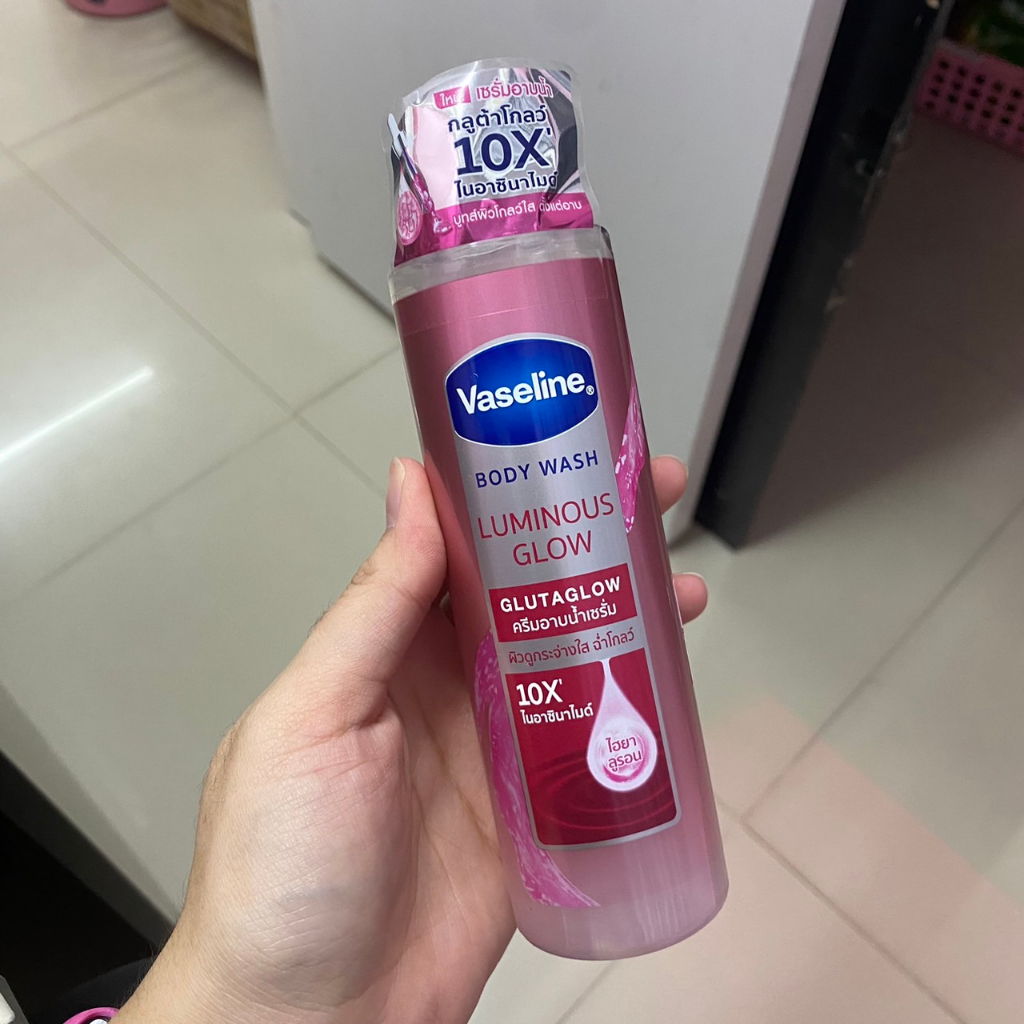 ใหม่ เซรั่มอาบน้ำ
กลูต้าโกลว์
10X'
ไนอาซินาไมด์
บูทส์ผิวโกลว์ใส ตั้งแต่อาบ
Vaseline®
BODY WASH
LUMINOUS
GLOW
GLUTAGLOW
ครีมอาบน้ำเซรั่ม
ผิวดูกระจ่างใส ฉ่ำโกลว์
10X'
ไนอาซินาไมด์
ไฮยา
ลูรอน